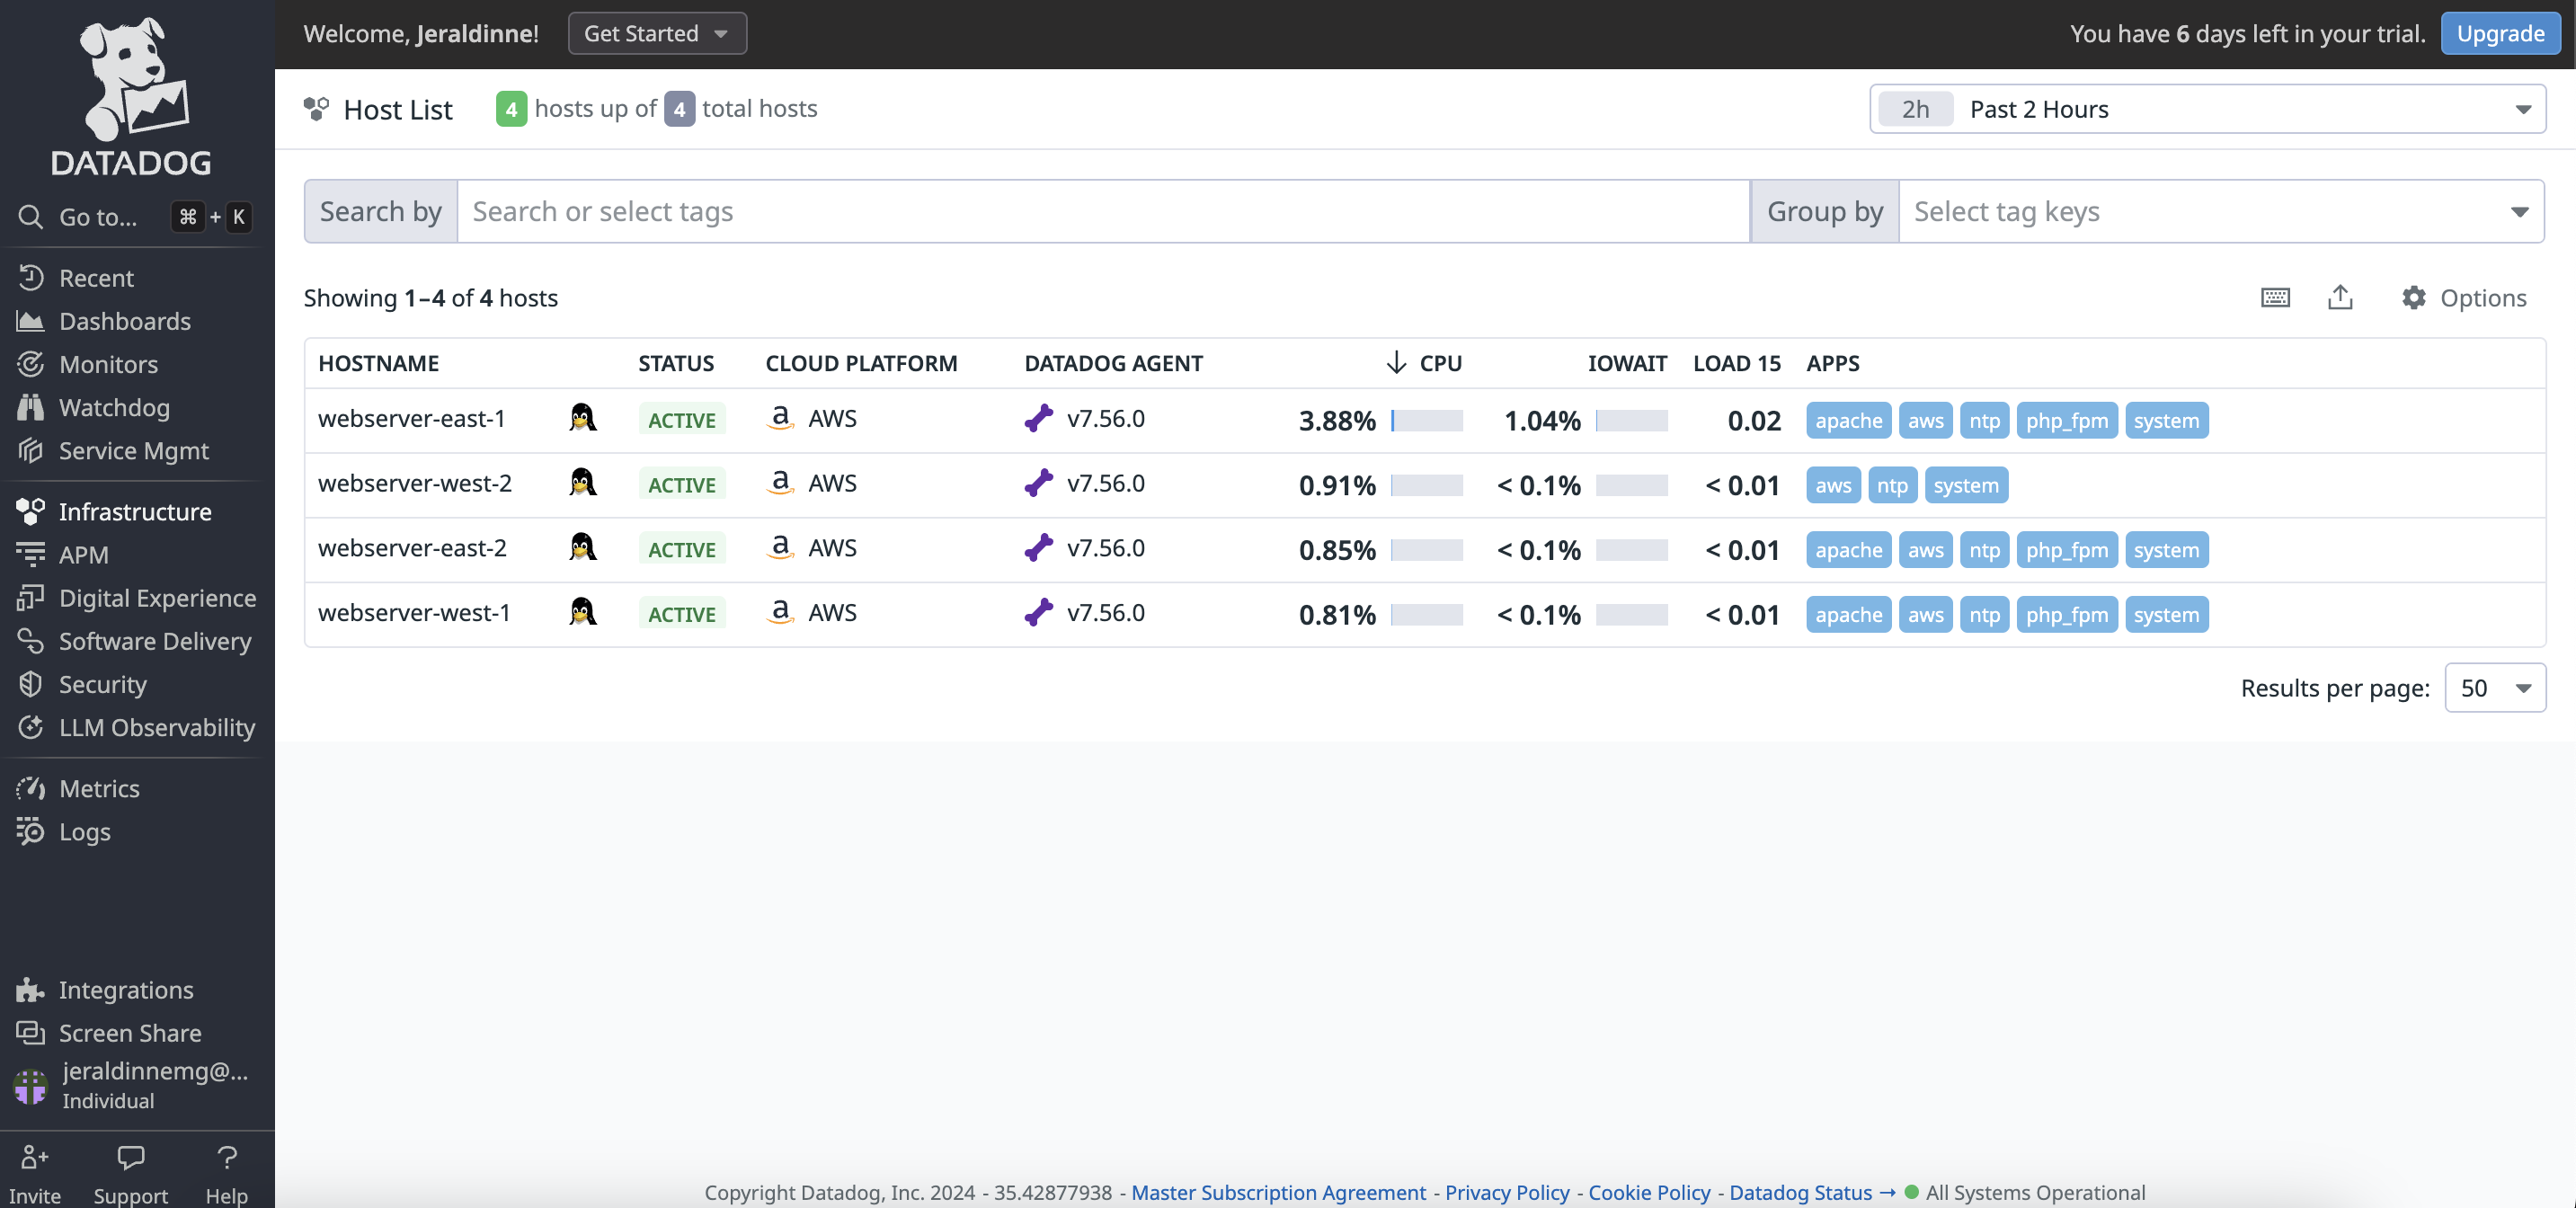 DATADOG
Go to... ⌘ + K
Recent
Dashboards
Monitors
Watchdog
Service Mgmt
Infrastructure
APM
Digital Experience
Software Delivery
Security
LLM Observability
Metrics
Logs
Integrations
Screen Share
jeraldinnemg@...
Individual
Invite Support Help
Welcome, Jeraldinne! Get Started You have 6 days left in your trial. Upgrade
Host List 4 hosts up of 4 total hosts 2h Past 2 Hours
Search by Search or select tags Group by Select tag keys
Showing 1–4 of 4 hosts Options
HOSTNAME STATUS CLOUD PLATFORM DATADOG AGENT ↓ CPU IOWAIT LOAD 15 APPS
webserver-east-1 ACTIVE a AWS v7.56.0 3.88% 1.04% 0.02 apache aws ntp php_fpm system
webserver-west-2 ACTIVE a AWS v7.56.0 0.91% < 0.1% < 0.01 aws ntp system
webserver-east-2 ACTIVE a AWS v7.56.0 0.85% < 0.1% < 0.01 apache aws ntp php_fpm system
webserver-west-1 ACTIVE a AWS v7.56.0 0.81% < 0.1% < 0.01 apache aws ntp php_fpm system
Results per page: 50
Copyright Datadog, Inc. 2024 - 35.42877938 - Master Subscription Agreement - Privacy Policy - Cookie Policy - Datadog Status → All Systems Operational